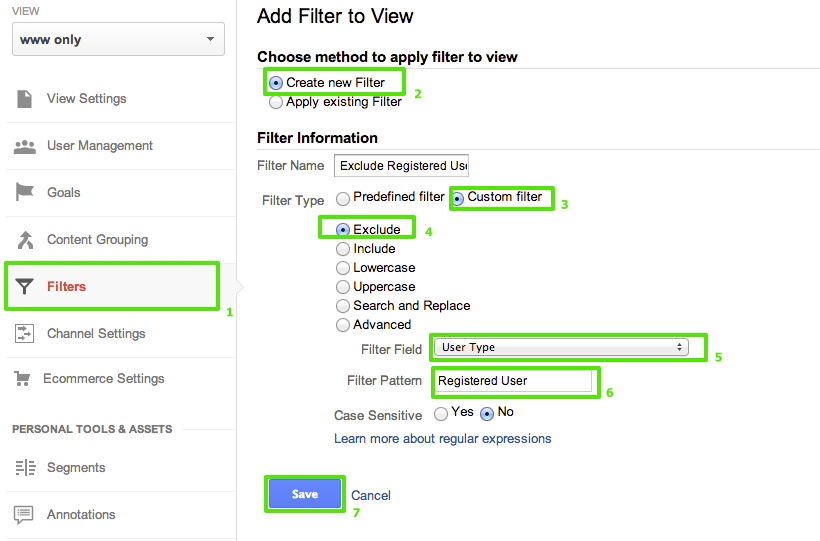 VIEW
www only
View Settings
User Management
Goals
Content Grouping
Filters
1
Channel Settings
Ecommerce Settings
PERSONAL TOOLS & ASSETS
Segments
Annotations
Add Filter to View
Choose method to apply filter to view
Create new Filter
2
Apply existing Filter
Filter Information
Filter Name Exclude Registered Us
Filter Type Predefined filter Custom filter 3
Exclude 4
Include
Lowercase
Uppercase
Search and Replace
Advanced
Filter Field User Type 5
Filter Pattern Registered User 6
Case Sensitive Yes No
Learn more about regular expressions
Save Cancel
7